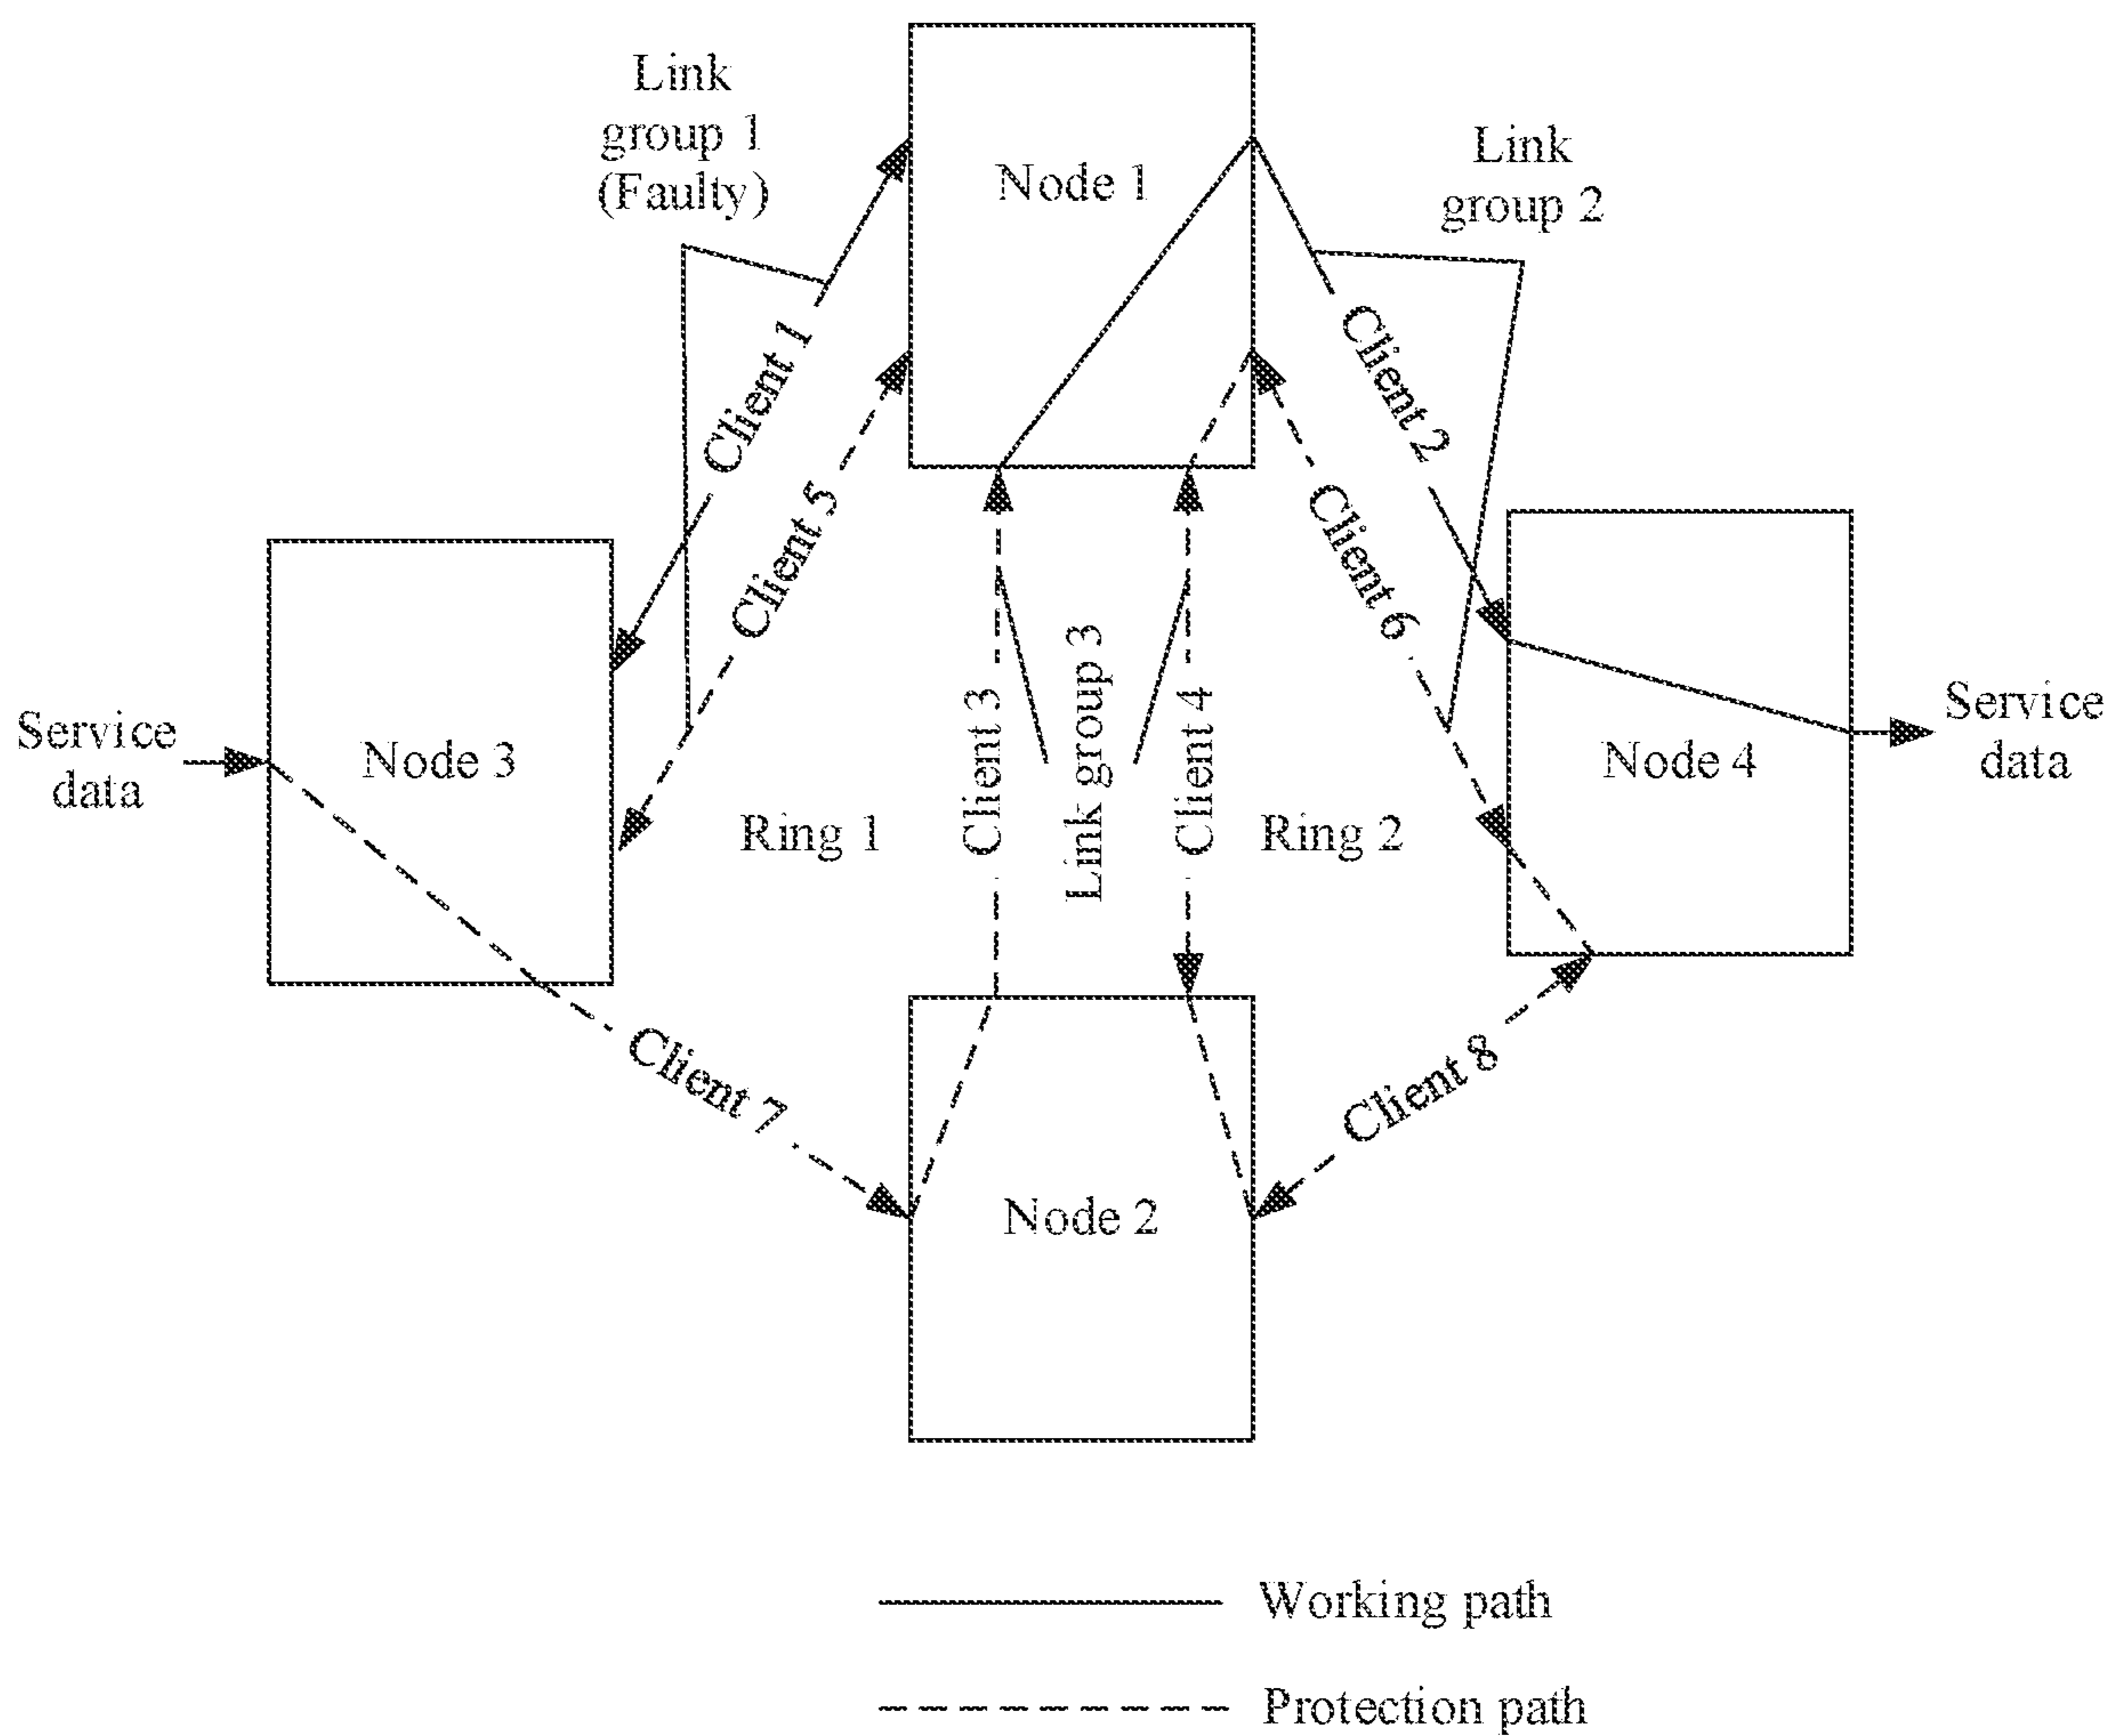 Link
group 1
(Faulty)
Link
group 2
Node 1
Client 1
Client 2
Client 5
Client 6
Service
data
Node 3
Ring 1
Client 3
Link group 3
Client 4
Ring 2
Node 4
Service
data
Client 7
Client 8
Node 2
Working path
Protection path